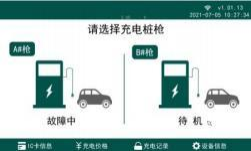 v1.01.13
2021-07-05 10:27:34
请选择充电桩枪
A#枪
B#枪
故障中
待 机
IC卡信息
充电价格
充电记录
设备信息